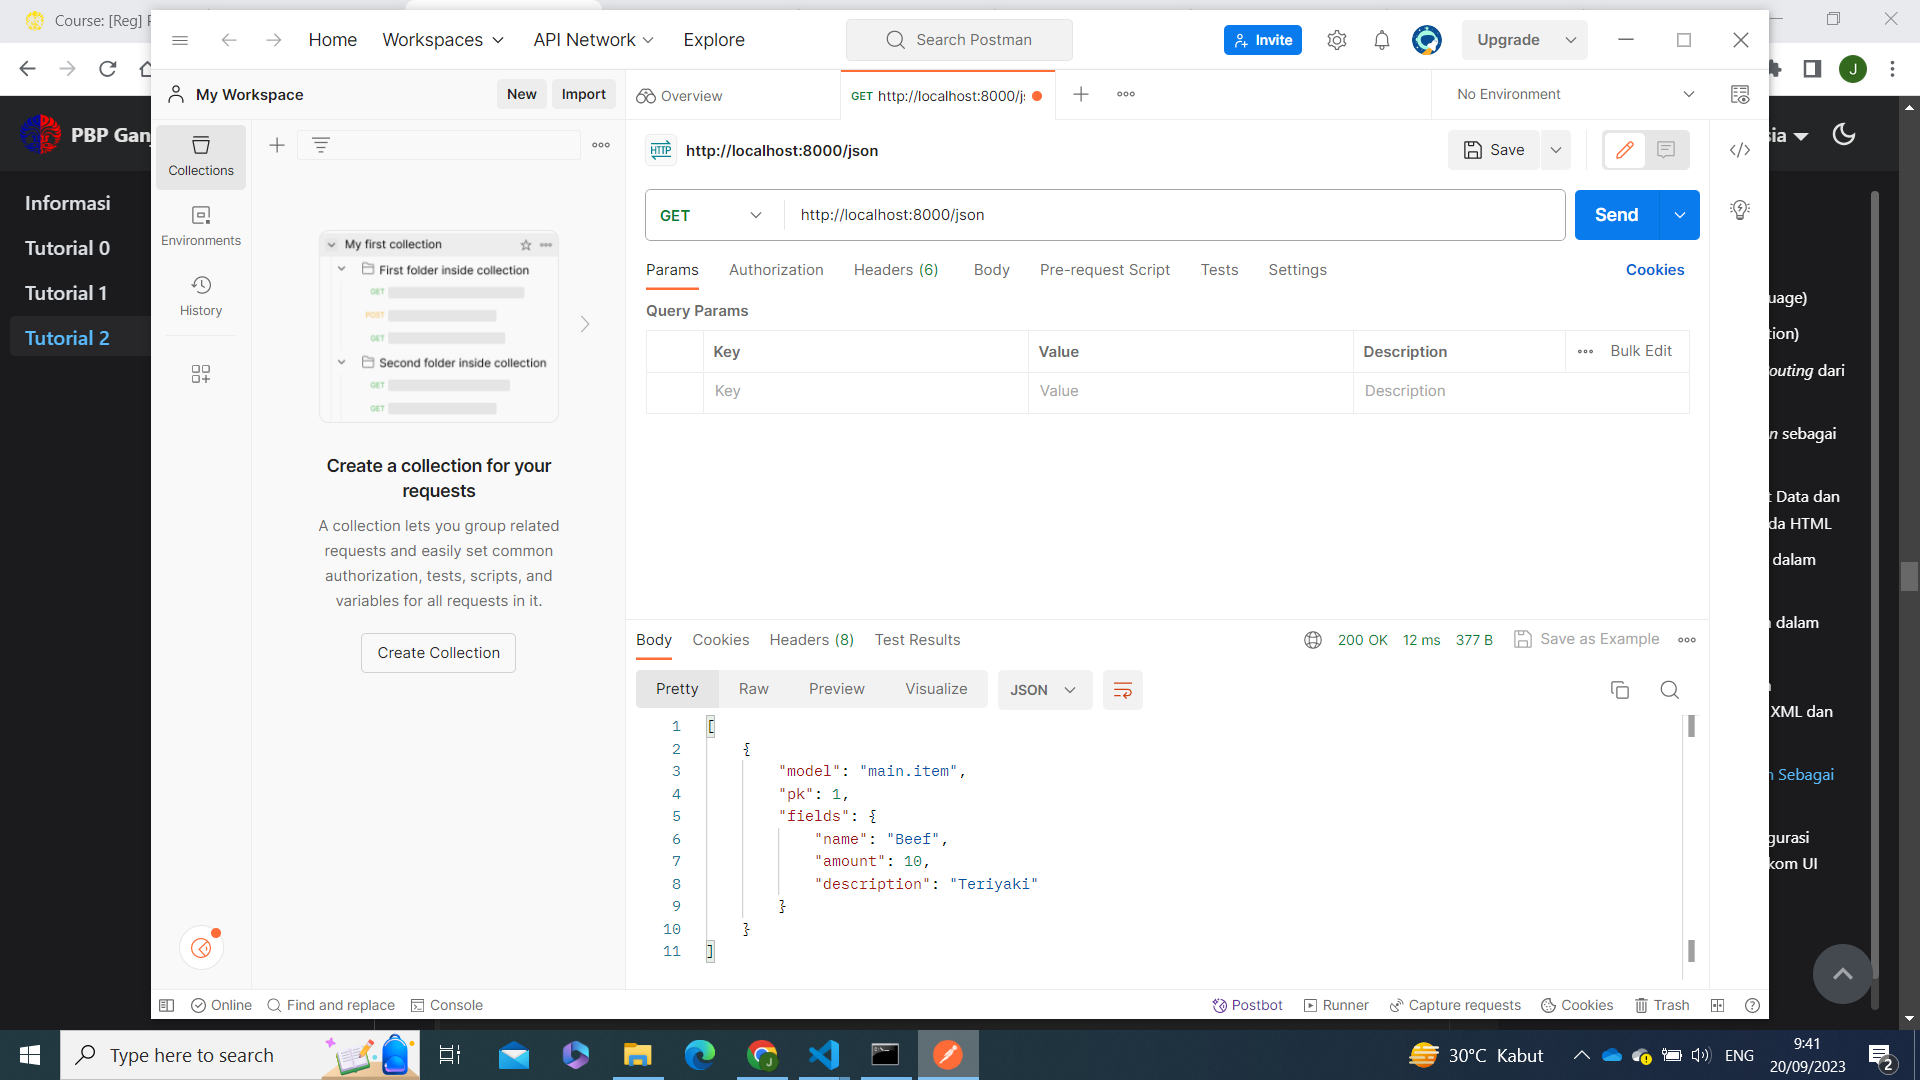 Course: [Reg] P
Home
Workspaces
API Network
Explore
Search Postman
Invite
Upgrade
J
My Workspace
New
Import
Overview
GET http://localhost:8000/j
No Environment
PBP Gan
sia
HTTP http://localhost:8000/json
Save
Collections
Informasi
Environments
Tutorial 0
History
Tutorial 1
Tutorial 2
My first collection
First folder inside collection
GET
POST
GET
Second folder inside collection
GET
GET
Create a collection for your
requests
A collection lets you group related
requests and easily set common
authorization, tests, scripts, and
variables for all requests in it.
Create Collection
GET
http://localhost:8000/json
Send
Params
Authorization
Headers (6)
Body
Pre-request Script
Tests
Settings
Cookies
Query Params
Key
Value
Description
Bulk Edit
Key
Value
Description
uage)
tion)
outing dari
n sebagai
t Data dan
da HTML
dalam
dalam
XML dan
n Sebagai
gurasi
kom UI
Body
Cookies
Headers (8)
Test Results
200 OK
12 ms
377 B
Save as Example
Pretty
Raw
Preview
Visualize
JSON
1 [
2 {
3 "model": "main.item",
4 "pk": 1,
5 "fields": {
6 "name": "Beef",
7 "amount": 10,
8 "description": "Teriyaki"
9 }
10 }
11 ]
Online
Find and replace
Console
Postbot
Runner
Capture requests
Cookies
Trash
Type here to search
30°C Kabut
ENG
9:41
20/09/2023
2